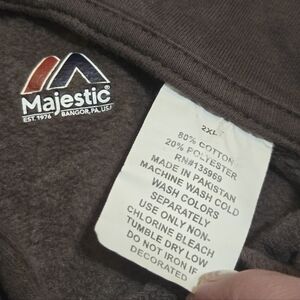 Majestic®
EST. 1976 BANGOR, PA, USA
2XL
80% COTTON
20% POLYESTER
RN#135969
MADE IN PAKISTAN
MACHINE WASH COLD
WASH COLORS
SEPARATELY
USE ONLY NON-
CHLORINE BLEACH
TUMBLE DRY LOW
DO NOT IRON IF
DECORATED